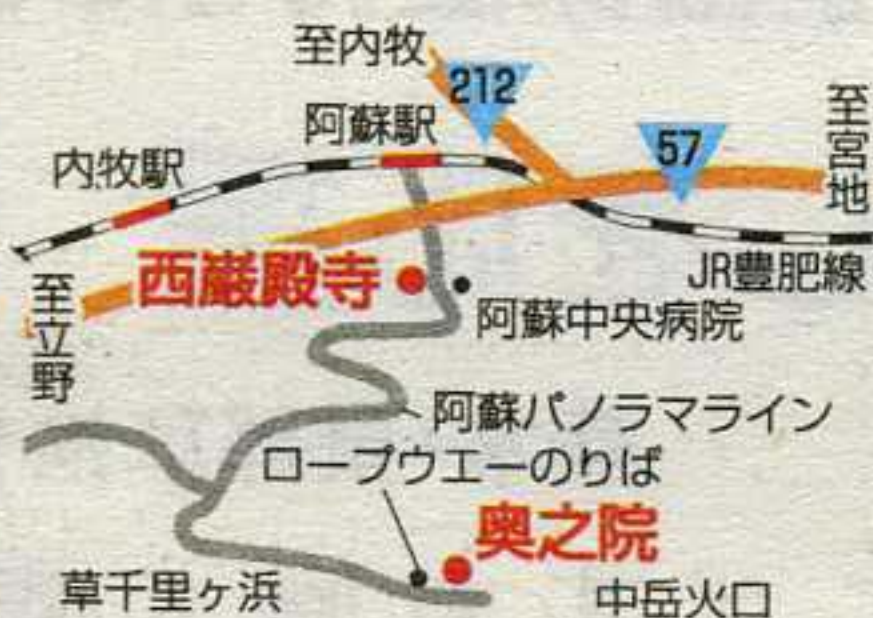 至内牧
212
阿蘇駅
57
至宮地
内牧駅
西巌殿寺
JR豊肥線
至立野
阿蘇中央病院
阿蘇パノラマライン
ロープウエーのりば
奥之院
草千里ヶ浜
中岳火口